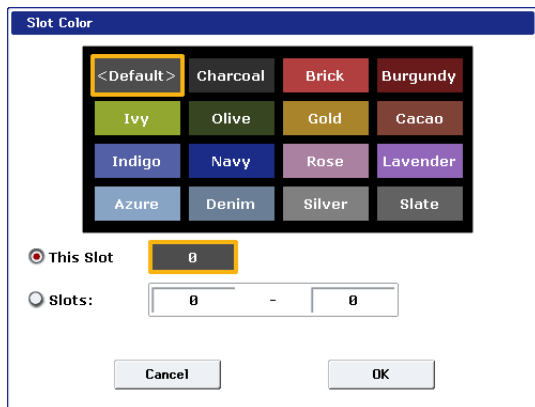 Slot Color
<Default> Charcoal Brick Burgundy
Ivy Olive Gold Cacao
Indigo Navy Rose Lavender
Azure Denim Silver Slate
This Slot 0
Slots: 0 - 0
Cancel OK